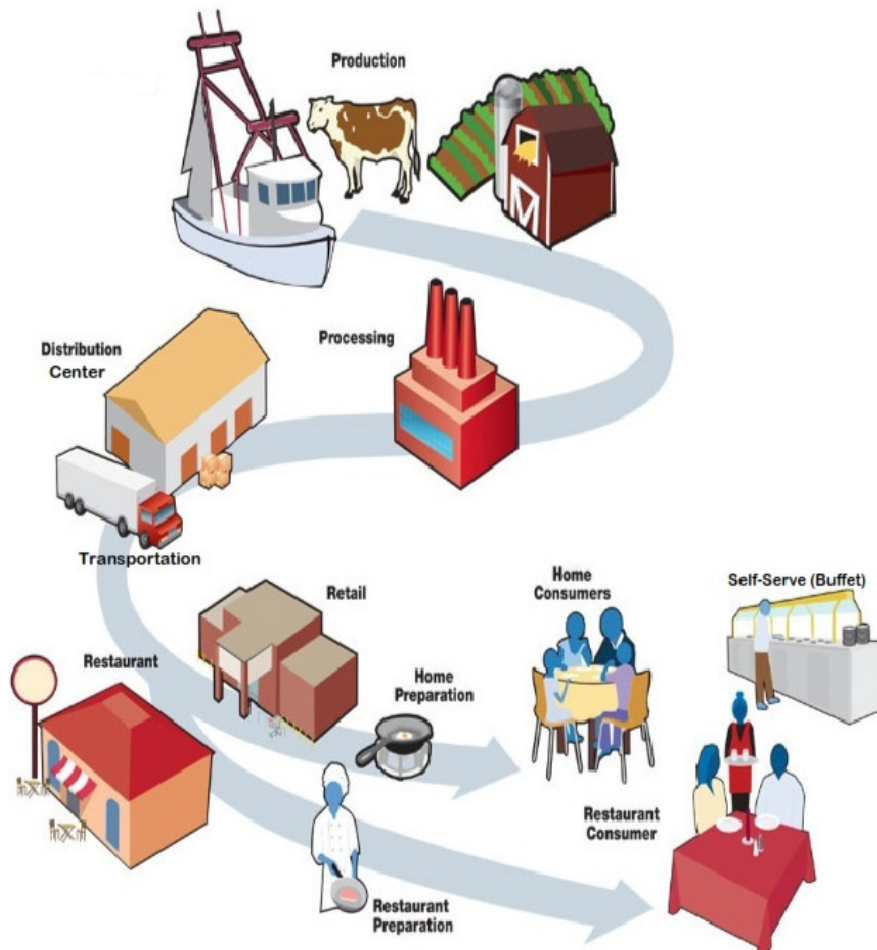 Production
Processing
Distribution
Center
Transportation
Retail
Home
Consumers
Self-Serve (Buffet)
Restaurant
Home
Preparation
Restaurant
Consumer
Restaurant
Preparation